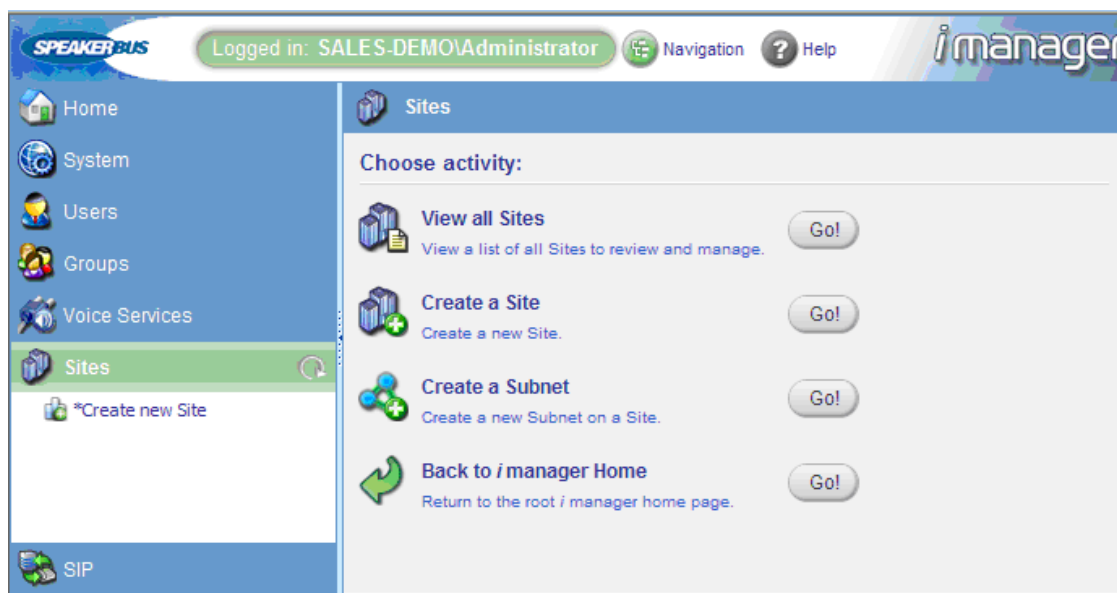 SPEAKERBUS
Logged in: SALES-DEMO\Administrator
Navigation
? Help
i manager
Home
System
Users
Groups
Voice Services
Sites
*Create new Site
SIP
Sites
Choose activity:
View all Sites
View a list of all Sites to review and manage.
Go!
Create a Site
Create a new Site.
Go!
Create a Subnet
Create a new Subnet on a Site.
Go!
Back to i manager Home
Return to the root i manager home page.
Go!